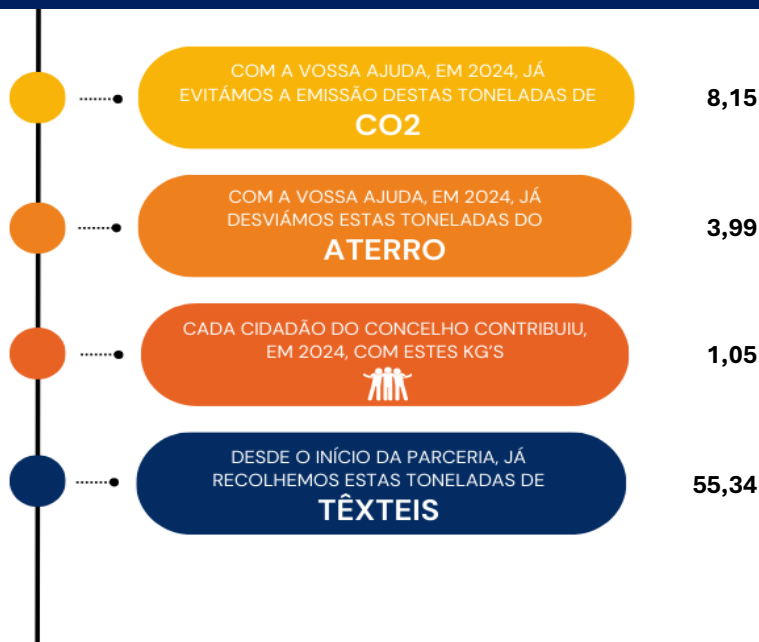 COM A VOSSA AJUDA, EM 2024, JÁ
EVITÁMOS A EMISSÃO DESTAS TONELADAS DE
CO2
8,15
COM A VOSSA AJUDA, EM 2024, JÁ
DESVIÁMOS ESTAS TONELADAS DO
ATERRO
3,99
CADA CIDADÃO DO CONCELHO CONTRIBUIU,
EM 2024, COM ESTES KG'S
1,05
DESDE O INÍCIO DA PARCERIA, JÁ
RECOLHEMOS ESTAS TONELADAS DE
TÊXTEIS
55,34